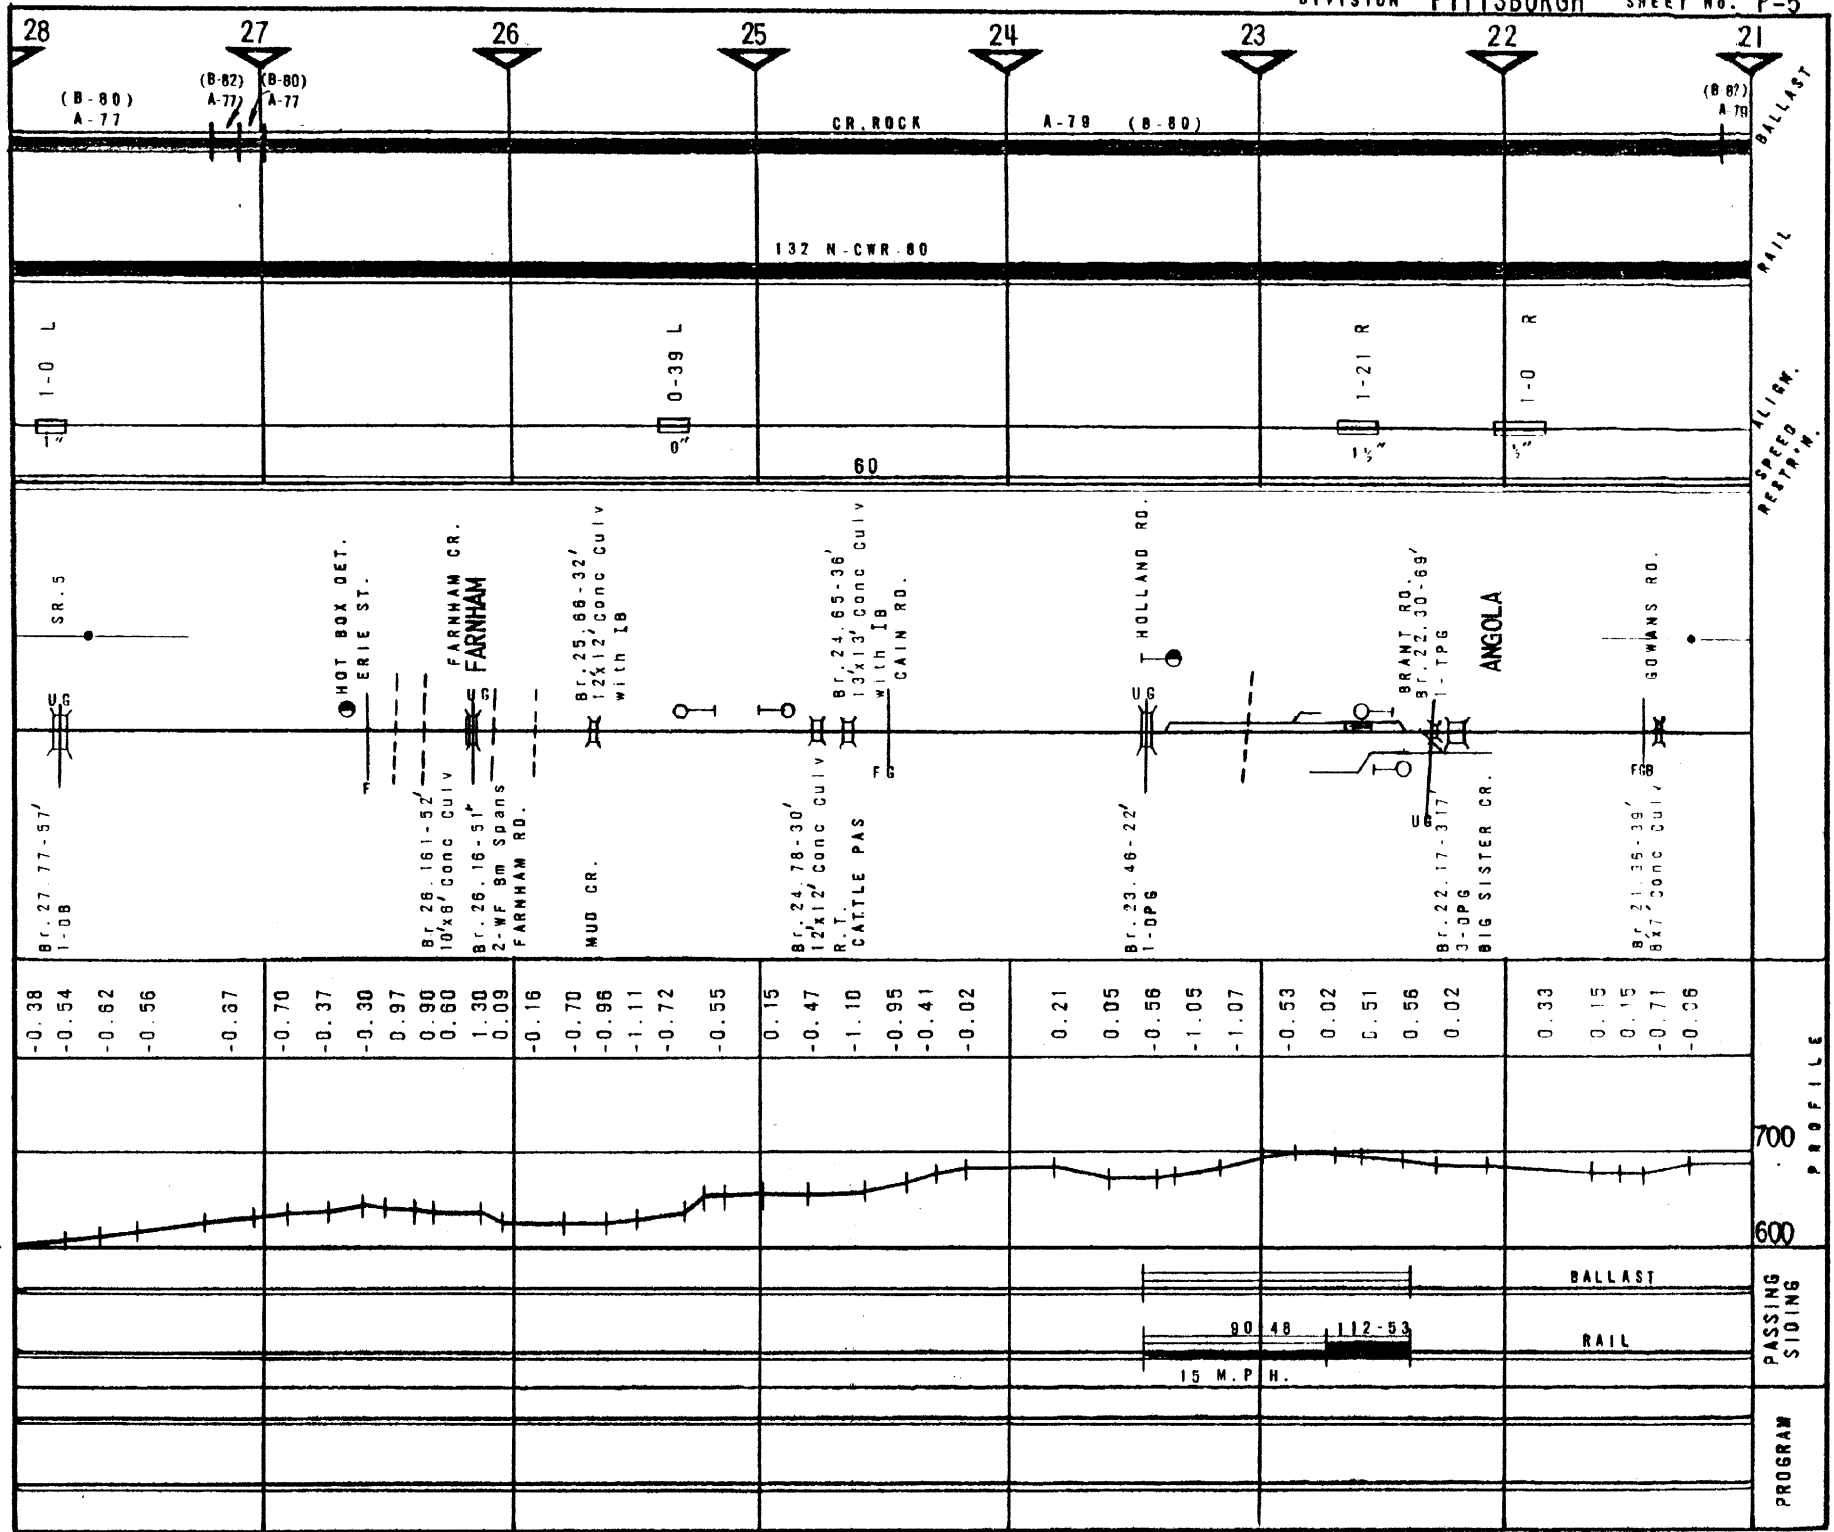 DIVISION PITTSBURGH SHEET NO. P-5
28 27 26 25 24 23 22 21
(B-80)
A-77
(B-82)
A-77
(B-80)
A-77
CR. ROCK A-79 (B-80)
(B-82)
A-79
BALLAST
132 N-CWR-80
RAIL
1-0 L
1"
0-39 L
0"
1-21 R
1½"
1-0 R
½"
ALIGN.
60
SPEED
RESTR'N.
SR.5
UG
HOT BOX DET.
ERIE ST.
F
FARNHAM CR.
FARNHAM
UG
Br.25.66-32'
12'x12' Conc Culv
with IB
Br.24.65-36'
13'x13' Conc Culv
with IB
CAIN RD.
FG
HOLLAND RD.
UG
BRANT RD.
Br.22.30-69'
1-TPG
UG
ANGOLA
GOWANS RD.
FGB
Br.27.77-57'
1-DB
Br.26.161-52'
10'x8' Conc Culv
Br.26.16-51"
2-WF Bm Spans
FARNHAM RD.
MUD CR.
Br.24.78-30'
12'x12' Conc Culv
R.T.
CATTLE PAS
Br.23.46-22'
1-DPG
Br.22.17-317'
3-DPG
BIG SISTER CR.
Br.21.36-39'
8'x7' Conc Culv
-0.38 -0.54 -0.62 -0.56 -0.67 -0.70 -0.37 -0.30 0.97 0.90 0.60 1.30 0.09 -0.16 -0.70 -0.96 -1.11 -0.72 -0.55 0.15 -0.47 -1.10 -0.95 -0.41 -0.02 0.21 0.05 -0.56 -1.05 -1.07 -0.53 0.02 0.51 0.56 0.02 0.33 -0.15 -0.15 -0.71 -0.06
PROFILE
700
600
BALLAST
90 48 112-53
RAIL
15 M.P.H.
PASSING
SIDING
PROGRAM